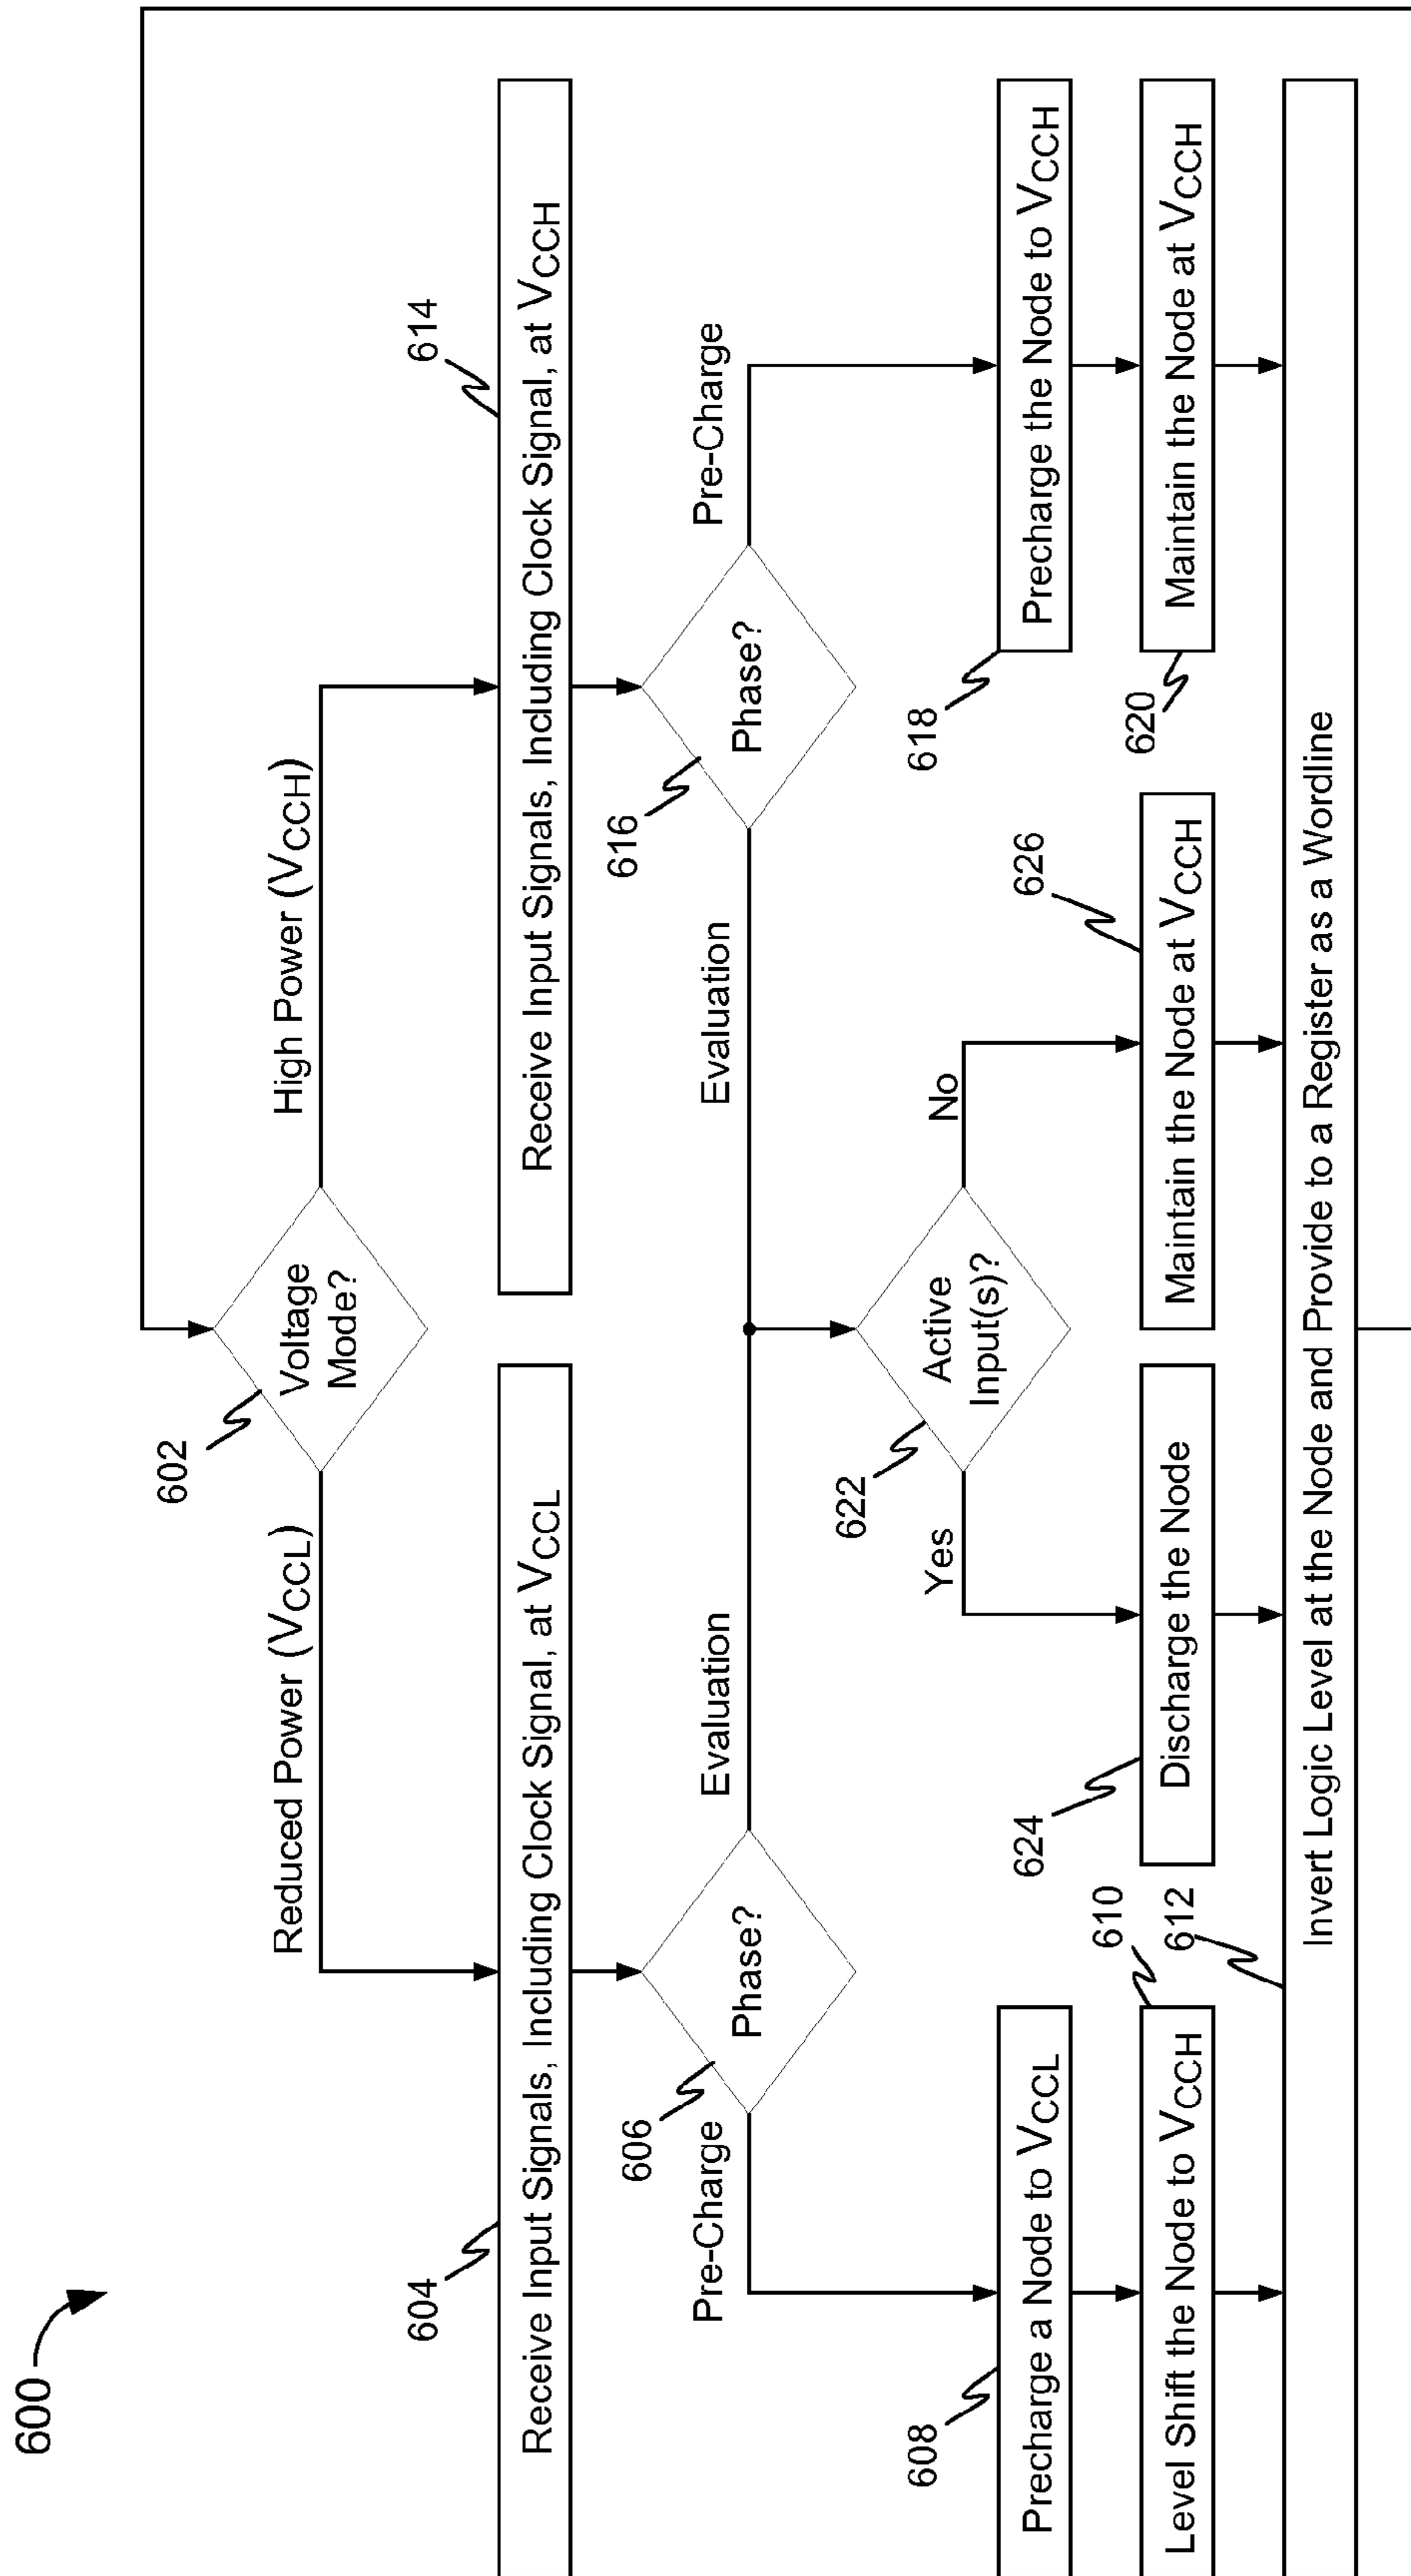 600
602
Voltage
Mode?
Reduced Power (VCCL)
High Power (VCCH)
604
Receive Input Signals, Including Clock Signal, at VCCL
614
Receive Input Signals, Including Clock Signal, at VCCH
606
Phase?
Pre-Charge
Evaluation
616
Phase?
Evaluation
Pre-Charge
608
Precharge a Node to VCCL
622
Active
Input(s)?
Yes
No
618
Precharge the Node to VCCH
610
Level Shift the Node to VCCH
624
Discharge the Node
626
Maintain the Node at VCCH
620
Maintain the Node at VCCH
612
Invert Logic Level at the Node and Provide to a Register as a Wordline